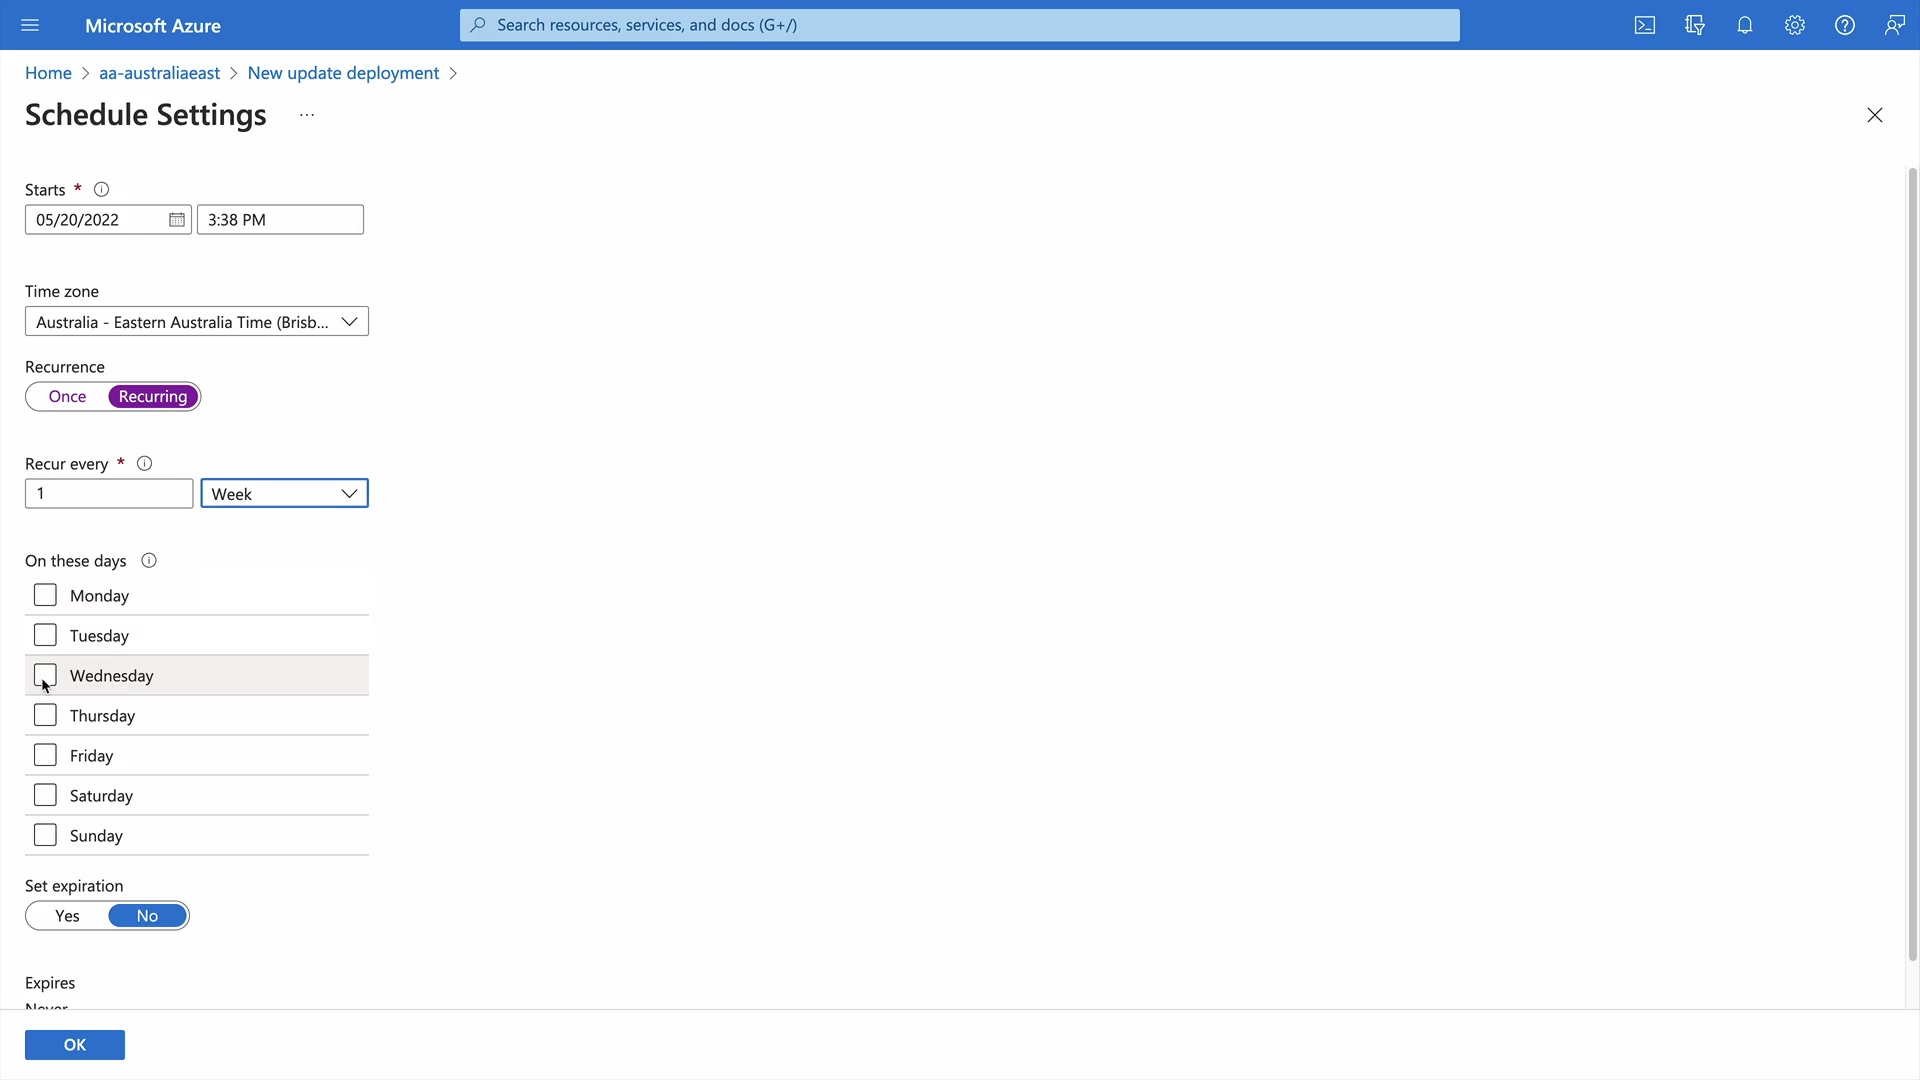 Microsoft Azure
Search resources, services, and docs (G+/)
Home > aa-australiaeast > New update deployment >
Schedule Settings ...
Starts *
05/20/2022 3:38 PM
Time zone
Australia - Eastern Australia Time (Brisb...
Recurrence
Once Recurring
Recur every *
1 Week
On these days
Monday
Tuesday
Wednesday
Thursday
Friday
Saturday
Sunday
Set expiration
Yes No
Expires
Never
OK